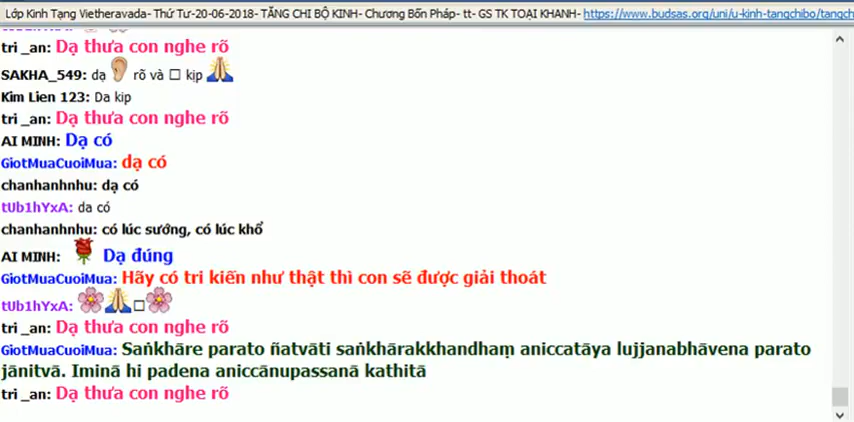 Lớp Kinh Tạng Vietheravada- Thứ Tư-20-06-2018- TĂNG CHI BỘ KINH- Chương Bốn Pháp- tt- GS TK TOẠI KHANH- https://www.budsas.org/uni/u-kinh-tangchibo/tangch
tri _an: Dạ thưa con nghe rõ
SAKHA_549: dạ 👂 rõ và □ kịp 🙏
Kim Lien 123: Da kip
tri _an: Dạ thưa con nghe rõ
AI MINH: Dạ có
GiotMuaCuoiMua: dạ có
chanhanhnhu: dạ có
tUb1hYxA: da có
chanhanhnhu: có lúc sướng, có lúc khổ
AI MINH: 🌹 Dạ đúng
GiotMuaCuoiMua: Hãy có tri kiến như thật thì con sẽ được giải thoát
tUb1hYxA: 🌸🙏□🌸
tri _an: Dạ thưa con nghe rõ
GiotMuaCuoiMua: Saṅkhāre parato ñatvāti saṅkhārakkhandhaṃ aniccatāya lujjanabhāvena parato
jānitvā. Iminā hi padena aniccānupassanā kathitā
tri _an: Dạ thưa con nghe rõ